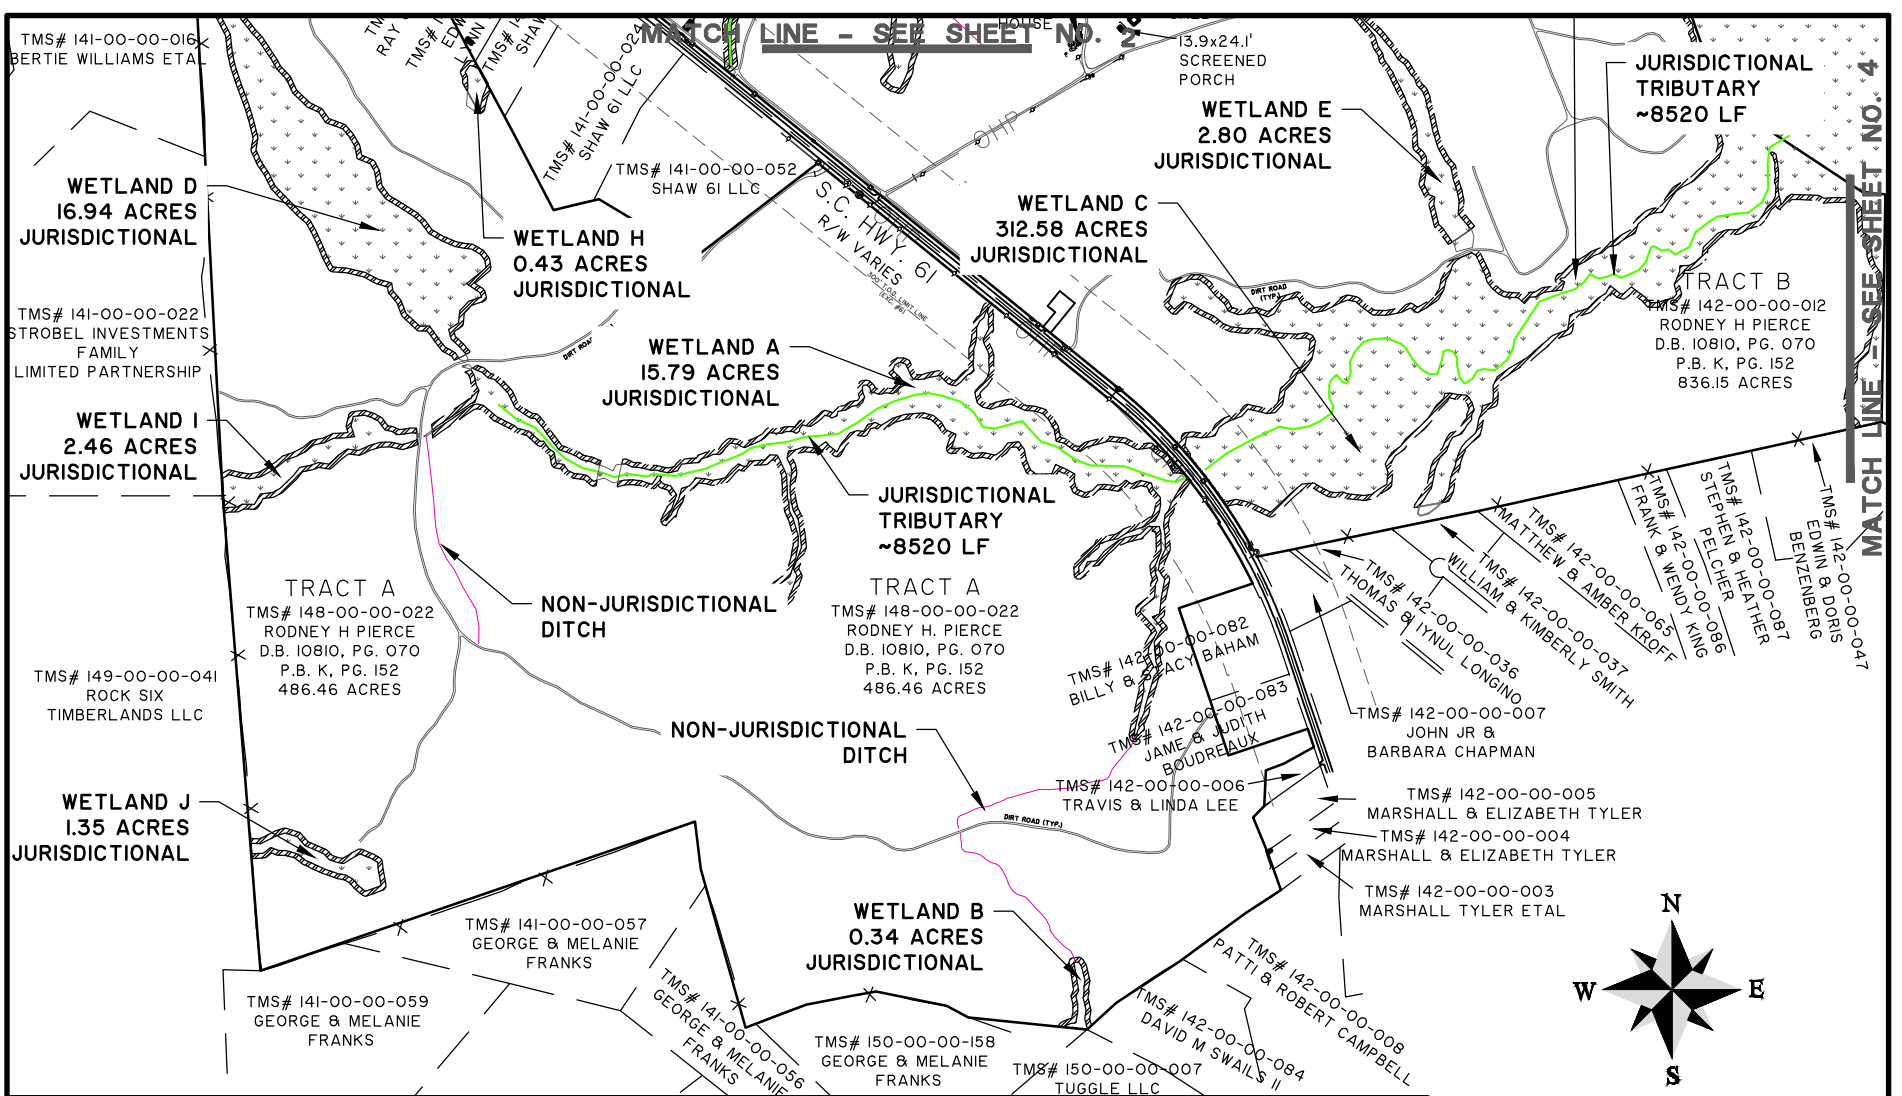 MATCH LINE - SEE SHEET NO. 2
MATCH LINE - SEE SHEET NO. 4
TMS# 141-00-00-016
BERTIE WILLIAMS ETAL
TMS# 141-00-00-024
SHAW 61 LLC
HOUSE
13.9x24.1'
SCREENED
PORCH
JURISDICTIONAL
TRIBUTARY
~8520 LF
WETLAND E
2.80 ACRES
JURISDICTIONAL
WETLAND D
16.94 ACRES
JURISDICTIONAL
TMS# 141-00-00-052
SHAW 61 LLC
OHP
WETLAND H
0.43 ACRES
JURISDICTIONAL
S.C. HWY. 61
R/W VARIES
WETLAND C
312.58 ACRES
JURISDICTIONAL
DIRT ROAD
(TYP.)
TRACT B
TMS# 142-00-00-012
RODNEY H PIERCE
D.B. 10810, PG. 070
P.B. K, PG. 152
836.15 ACRES
TMS# 141-00-00-022
STROBEL INVESTMENTS
FAMILY
LIMITED PARTNERSHIP
DIRT ROAD
WETLAND A
15.79 ACRES
JURISDICTIONAL
WETLAND I
2.46 ACRES
JURISDICTIONAL
JURISDICTIONAL
TRIBUTARY
~8520 LF
TRACT A
TMS# 148-00-00-022
RODNEY H PIERCE
D.B. 10810, PG. 070
P.B. K, PG. 152
486.46 ACRES
NON-JURISDICTIONAL
DITCH
TRACT A
TMS# 148-00-00-022
RODNEY H. PIERCE
D.B. 10810, PG. 070
P.B. K, PG. 152
486.46 ACRES
TMS# 142-00-00-047
EDWIN & DORIS
BENZENBERG
TMS# 142-00-00-087
STEPHEN & HEATHER
PELCHER
TMS# 142-00-00-086
FRANK & WENDY KING
TMS# 142-00-00-065
MATTHEW & AMBER KROFF
TMS# 142-00-00-037
WILLIAM & KIMBERLY SMITH
TMS# 142-00-00-036
THOMAS & IYNUL LONGINO
TMS# 142-00-00-082
BILLY & STACY BAHAM
TMS# 142-00-00-083
JAME & JUDITH
BOUDREAUX
TMS# 142-00-00-007
JOHN JR &
BARBARA CHAPMAN
TMS# 149-00-00-041
ROCK SIX
TIMBERLANDS LLC
NON-JURISDICTIONAL
DITCH
TMS# 142-00-00-006
TRAVIS & LINDA LEE
TMS# 142-00-00-005
MARSHALL & ELIZABETH TYLER
TMS# 142-00-00-004
MARSHALL & ELIZABETH TYLER
TMS# 142-00-00-003
MARSHALL TYLER ETAL
DIRT ROAD (TYP.)
WETLAND J
1.35 ACRES
JURISDICTIONAL
WETLAND B
0.34 ACRES
JURISDICTIONAL
TMS# 141-00-00-057
GEORGE & MELANIE
FRANKS
TMS# 141-00-00-059
GEORGE & MELANIE
FRANKS
TMS# 141-00-00-056
GEORGE & MELANIE
FRANKS
TMS# 150-00-00-158
GEORGE & MELANIE
FRANKS
TMS# 150-00-00-007
TUGGLE LLC
TMS# 142-00-00-084
DAVID M SWAILS II
TMS# 142-00-00-008
PATTI & ROBERT CAMPBELL
N
W
E
S